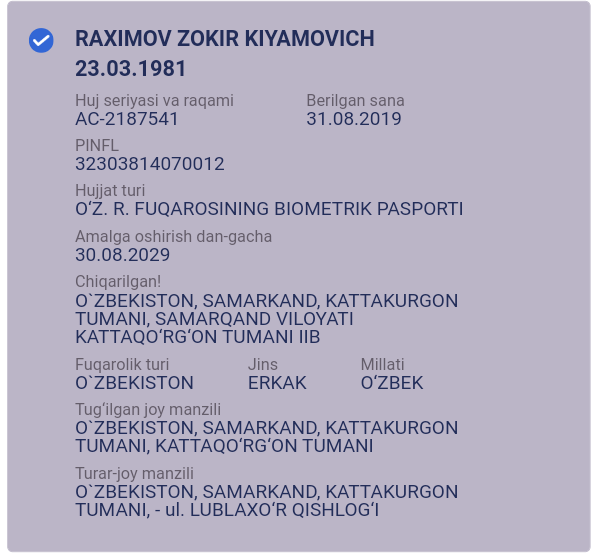 RAXIMOV ZOKIR KIYAMOVICH
23.03.1981
Huj seriyasi va raqami Berilgan sana
AC-2187541 31.08.2019
PINFL
32303814070012
Hujjat turi
O‘Z. R. FUQAROSINING BIOMETRIK PASPORTI
Amalga oshirish dan-gacha
30.08.2029
Chiqarilgan!
O`ZBEKISTON, SAMARKAND, KATTAKURGON
TUMANI, SAMARQAND VILOYATI
KATTAQO‘RG‘ON TUMANI IIB
Fuqarolik turi Jins Millati
O`ZBEKISTON ERKAK O‘ZBEK
Tug‘ilgan joy manzili
O`ZBEKISTON, SAMARKAND, KATTAKURGON
TUMANI, KATTAQO‘RG‘ON TUMANI
Turar-joy manzili
O`ZBEKISTON, SAMARKAND, KATTAKURGON
TUMANI, - ul. LUBLAXO‘R QISHLOG‘I